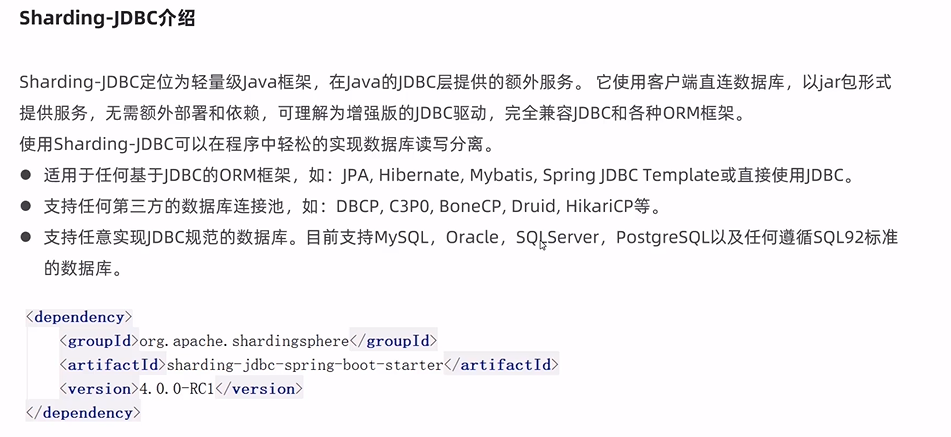 Sharding-JDBC介绍
Sharding-JDBC定位为轻量级Java框架，在Java的JDBC层提供的额外服务。 它使用客户端直连数据库，以jar包形式
提供服务，无需额外部署和依赖，可理解为增强版的JDBC驱动，完全兼容JDBC和各种ORM框架。
使用Sharding-JDBC可以在程序中轻松的实现数据库读写分离。
● 适用于任何基于JDBC的ORM框架，如：JPA, Hibernate, Mybatis, Spring JDBC Template或直接使用JDBC。
● 支持任何第三方的数据库连接池，如：DBCP, C3P0, BoneCP, Druid, HikariCP等。
● 支持任意实现JDBC规范的数据库。目前支持MySQL，Oracle，SQLServer，PostgreSQL以及任何遵循SQL92标准
的数据库。
<dependency>
    <groupId>org.apache.shardingsphere</groupId>
    <artifactId>sharding-jdbc-spring-boot-starter</artifactId>
    <version>4.0.0-RC1</version>
</dependency>